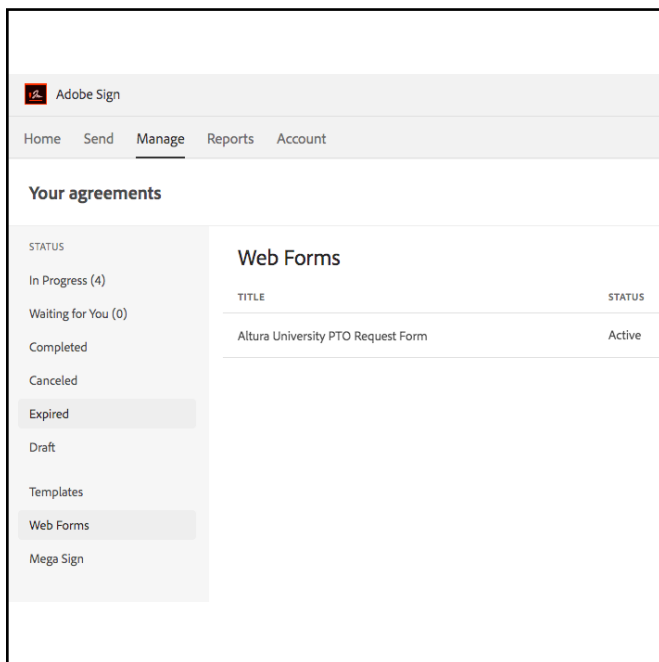 Adobe Sign
Home Send Manage Reports Account
Your agreements
STATUS
In Progress (4)
Waiting for You (0)
Completed
Canceled
Expired
Draft
Templates
Web Forms
Mega Sign
Web Forms
TITLE STATUS
Altura University PTO Request Form Active